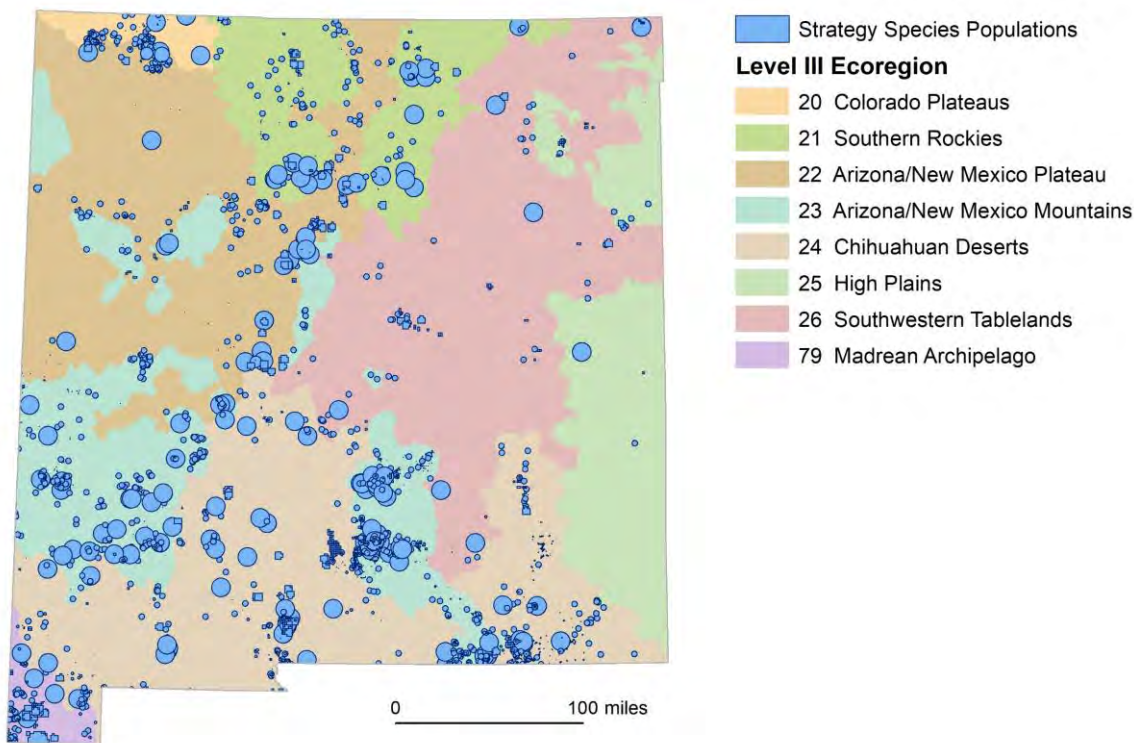 Strategy Species Populations
Level III Ecoregion
20 Colorado Plateaus
21 Southern Rockies
22 Arizona/New Mexico Plateau
23 Arizona/New Mexico Mountains
24 Chihuahuan Deserts
25 High Plains
26 Southwestern Tablelands
79 Madrean Archipelago
0 100 miles